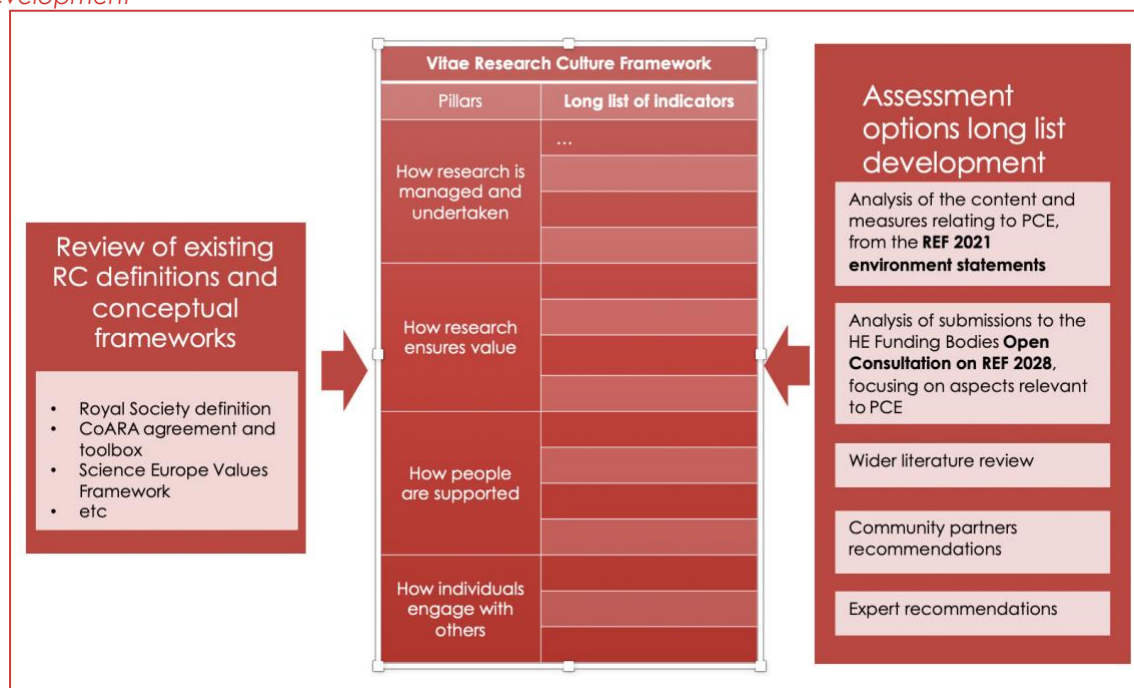 evelopment
Review of existing
RC definitions and
conceptual
frameworks
• Royal Society definition
• CoARA agreement and
toolbox
• Science Europe Values
Framework
• etc
Vitae Research Culture Framework
Pillars
Long list of indicators
How research is
managed and
undertaken
...
How research
ensures value
How people
are supported
How individuals
engage with
others
Assessment
options long list
development
Analysis of the content and
measures relating to PCE,
from the REF 2021
environment statements
Analysis of submissions to the
HE Funding Bodies Open
Consultation on REF 2028,
focusing on aspects relevant
to PCE
Wider literature review
Community partners
recommendations
Expert recommendations